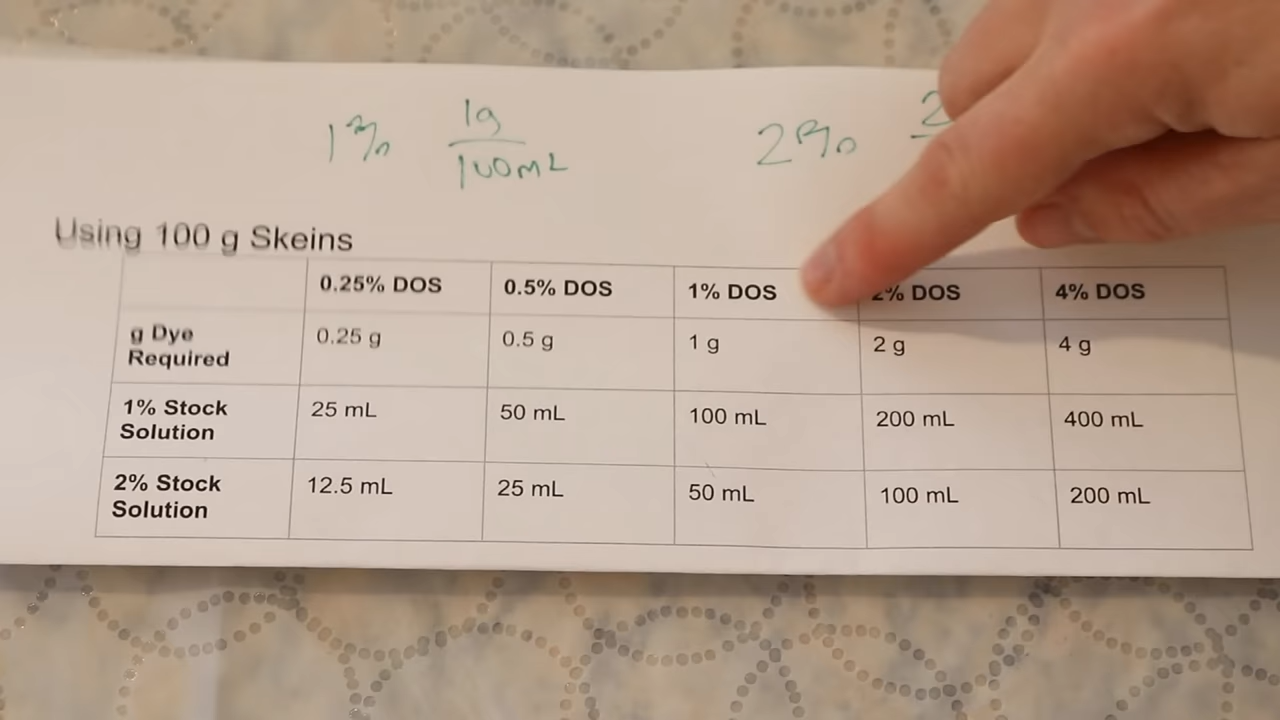 1% 1g
100mL
2% 2
Using 100 g Skeins
0.25% DOS 0.5% DOS 1% DOS 2% DOS 4% DOS
g Dye Required 0.25 g 0.5 g 1 g 2 g 4 g
1% Stock Solution 25 mL 50 mL 100 mL 200 mL 400 mL
2% Stock Solution 12.5 mL 25 mL 50 mL 100 mL 200 mL